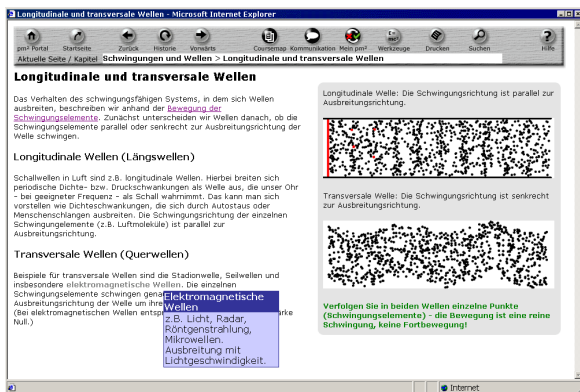 Longitudinale und transversale Wellen - Microsoft Internet Explorer
pm² Portal Startseite Zurück Historie Vorwärts Coursemap Kommunikation Mein pm² Werkzeuge Drucken Suchen Hilfe
Aktuelle Seite / Kapitel Schwingungen und Wellen > Longitudinale und transversale Wellen
Longitudinale und transversale Wellen
Das Verhalten des schwingungsfähigen Systems, in dem sich Wellen
ausbreiten, beschreiben wir anhand der Bewegung der
Schwingungselemente. Zunächst unterscheiden wir Wellen danach, ob die
Schwingungselemente parallel oder senkrecht zur Ausbreitungsrichtung der
Welle schwingen.
Longitudinale Wellen (Längswellen)
Schallwellen in Luft sind z.B. longitudinale Wellen. Hierbei breiten sich
periodische Dichte- bzw. Druckschwankungen als Welle aus, die unser Ohr
- bei geeigneter Frequenz - als Schall wahrnimmt. Das kann man sich
vorstellen wie Dichteschwankungen, die sich durch Autostaus oder
Menschenschlangen ausbreiten. Die Schwingungsrichtung der einzelnen
Schwingungelemente (z.B. Luftmoleküle) ist parallel zur
Ausbreitungsrichtung.
Transversale Wellen (Querwellen)
Beispiele für transversale Wellen sind die Stadionwelle, Seilwellen und
insbesondere elektromagnetische Wellen. Die einzelnen
Schwingungselemente schwingen gena
Ausbreitungsrichtung der Welle um ihre
(Bei elektromagnetischen Wellen entsp ärke
Null.)
Elektromagnetische
Wellen
z.B. Licht, Radar,
Röntgenstrahlung,
Mikrowellen.
Ausbreitung mit
Lichtgeschwindigkeit.
Longitudinale Welle: Die Schwingungsrichtung ist parallel zur
Ausbreitungsrichtung.
Transversale Welle: Die Schwingungsrichtung ist senkrecht
zur Ausbreitungsrichtung.
Verfolgen Sie in beiden Wellen einzelne Punkte
(Schwingungselemente) - die Bewegung ist eine reine
Schwingung, keine Fortbewegung!
Internet